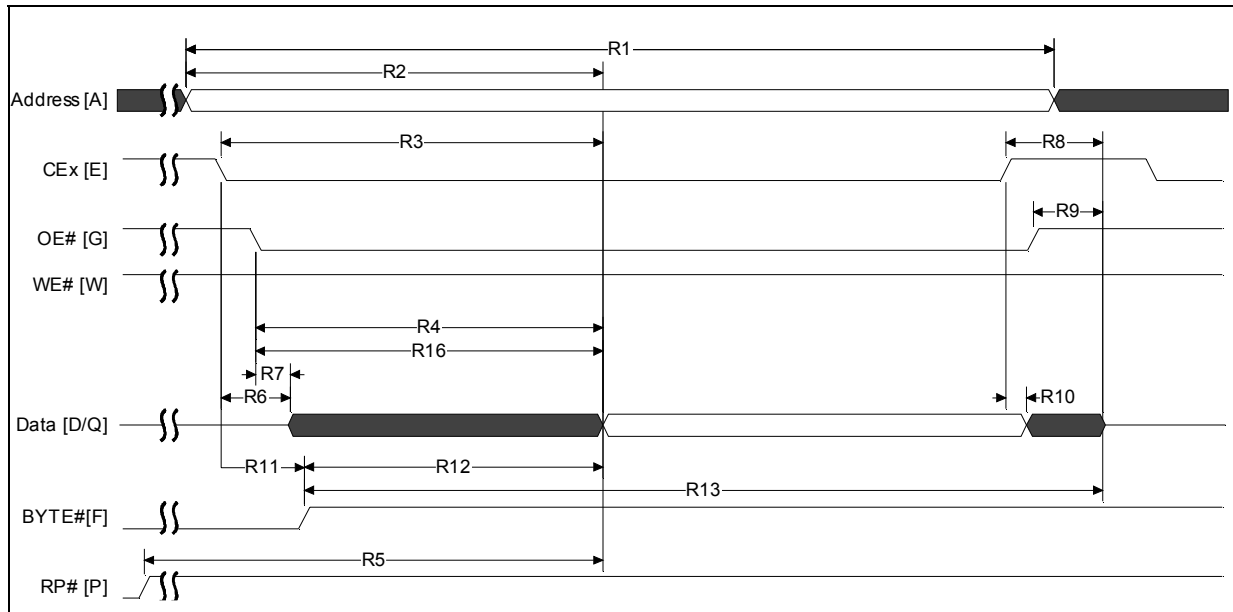 R1
R2
Address [A]
R3
R8
CEx [E]
R9
OE# [G]
WE# [W]
R4
R16
R7
R6
R10
Data [D/Q]
R11
R12
R13
BYTE#[F]
R5
RP# [P]